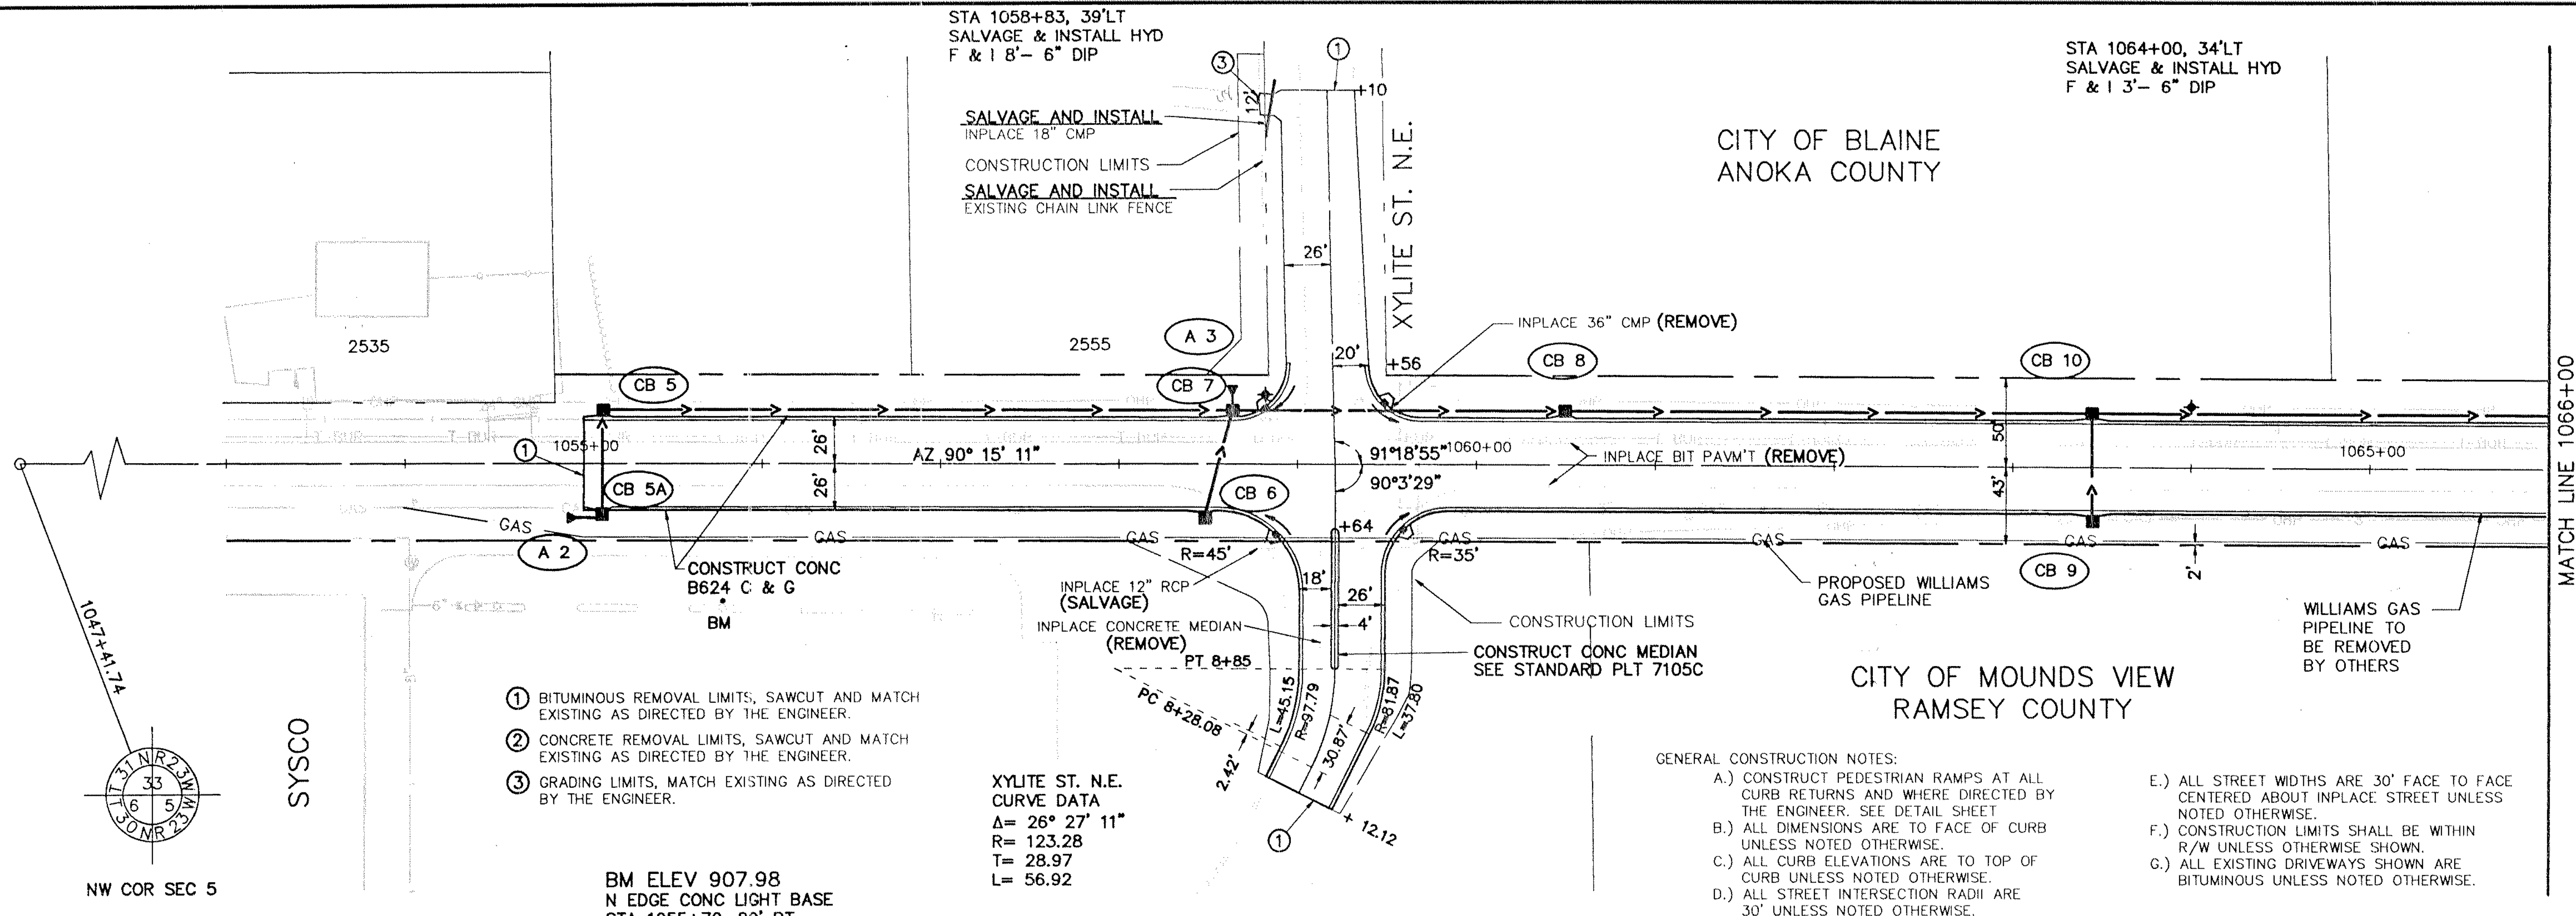 STA 1058+83, 39'LT
SALVAGE & INSTALL HYD
F & I 8'- 6" DIP
STA 1064+00, 34'LT
SALVAGE & INSTALL HYD
F & I 3'- 6" DIP
3
1
12'
+10
SALVAGE AND INSTALL
INPLACE 18" CMP
CONSTRUCTION LIMITS
SALVAGE AND INSTALL
EXISTING CHAIN LINK FENCE
XYLITE ST. N.E.
CITY OF BLAINE
ANOKA COUNTY
26'
2535
2555
A 3
INPLACE 36" CMP (REMOVE)
20'
+56
CB 5
CB 7
CB 8
CB 10
MATCH LINE 1066+00
1
1055+00
26'
26'
AZ 90° 15' 11"
91°18'55"
90°3'29"
1060+00
INPLACE BIT PAVM'T (REMOVE)
50'
43'
1065+00
CB 5A
CB 6
GAS
GAS
GAS
GAS
GAS
GAS
GAS
+64
A 2
R=45'
R=35'
CB 9
2'
CONSTRUCT CONC
B624 C & G
BM
INPLACE 12" RCP
(SALVAGE)
18'
26'
4'
INPLACE CONCRETE MEDIAN
(REMOVE)
PROPOSED WILLIAMS
GAS PIPELINE
CONSTRUCTION LIMITS
CONSTRUCT CONC MEDIAN
SEE STANDARD PLT 7105C
WILLIAMS GAS
PIPELINE TO
BE REMOVED
BY OTHERS
PT 8+85
PC 8+28.08
L=45.15
R=97.79
R=81.87
L=37.80
30.87'
2.42'
+ 12.12
1
1047+41.74
T 31 N R 23 W
33
6 5
T 30 N R 23 W
NW COR SEC 5
SYSCO
1 BITUMINOUS REMOVAL LIMITS, SAWCUT AND MATCH
EXISTING AS DIRECTED BY THE ENGINEER.
2 CONCRETE REMOVAL LIMITS, SAWCUT AND MATCH
EXISTING AS DIRECTED BY THE ENGINEER.
3 GRADING LIMITS, MATCH EXISTING AS DIRECTED
BY THE ENGINEER.
BM ELEV 907.98
N EDGE CONC LIGHT BASE
XYLITE ST. N.E.
CURVE DATA
Δ= 26° 27' 11"
R= 123.28
T= 28.97
L= 56.92
CITY OF MOUNDS VIEW
RAMSEY COUNTY
GENERAL CONSTRUCTION NOTES:
A.) CONSTRUCT PEDESTRIAN RAMPS AT ALL
CURB RETURNS AND WHERE DIRECTED BY
THE ENGINEER. SEE DETAIL SHEET
B.) ALL DIMENSIONS ARE TO FACE OF CURB
UNLESS NOTED OTHERWISE.
C.) ALL CURB ELEVATIONS ARE TO TOP OF
CURB UNLESS NOTED OTHERWISE.
D.) ALL STREET INTERSECTION RADII ARE
30' UNLESS NOTED OTHERWISE.
E.) ALL STREET WIDTHS ARE 30' FACE TO FACE
CENTERED ABOUT INPLACE STREET UNLESS
NOTED OTHERWISE.
F.) CONSTRUCTION LIMITS SHALL BE WITHIN
R/W UNLESS OTHERWISE SHOWN.
G.) ALL EXISTING DRIVEWAYS SHOWN ARE
BITUMINOUS UNLESS NOTED OTHERWISE.